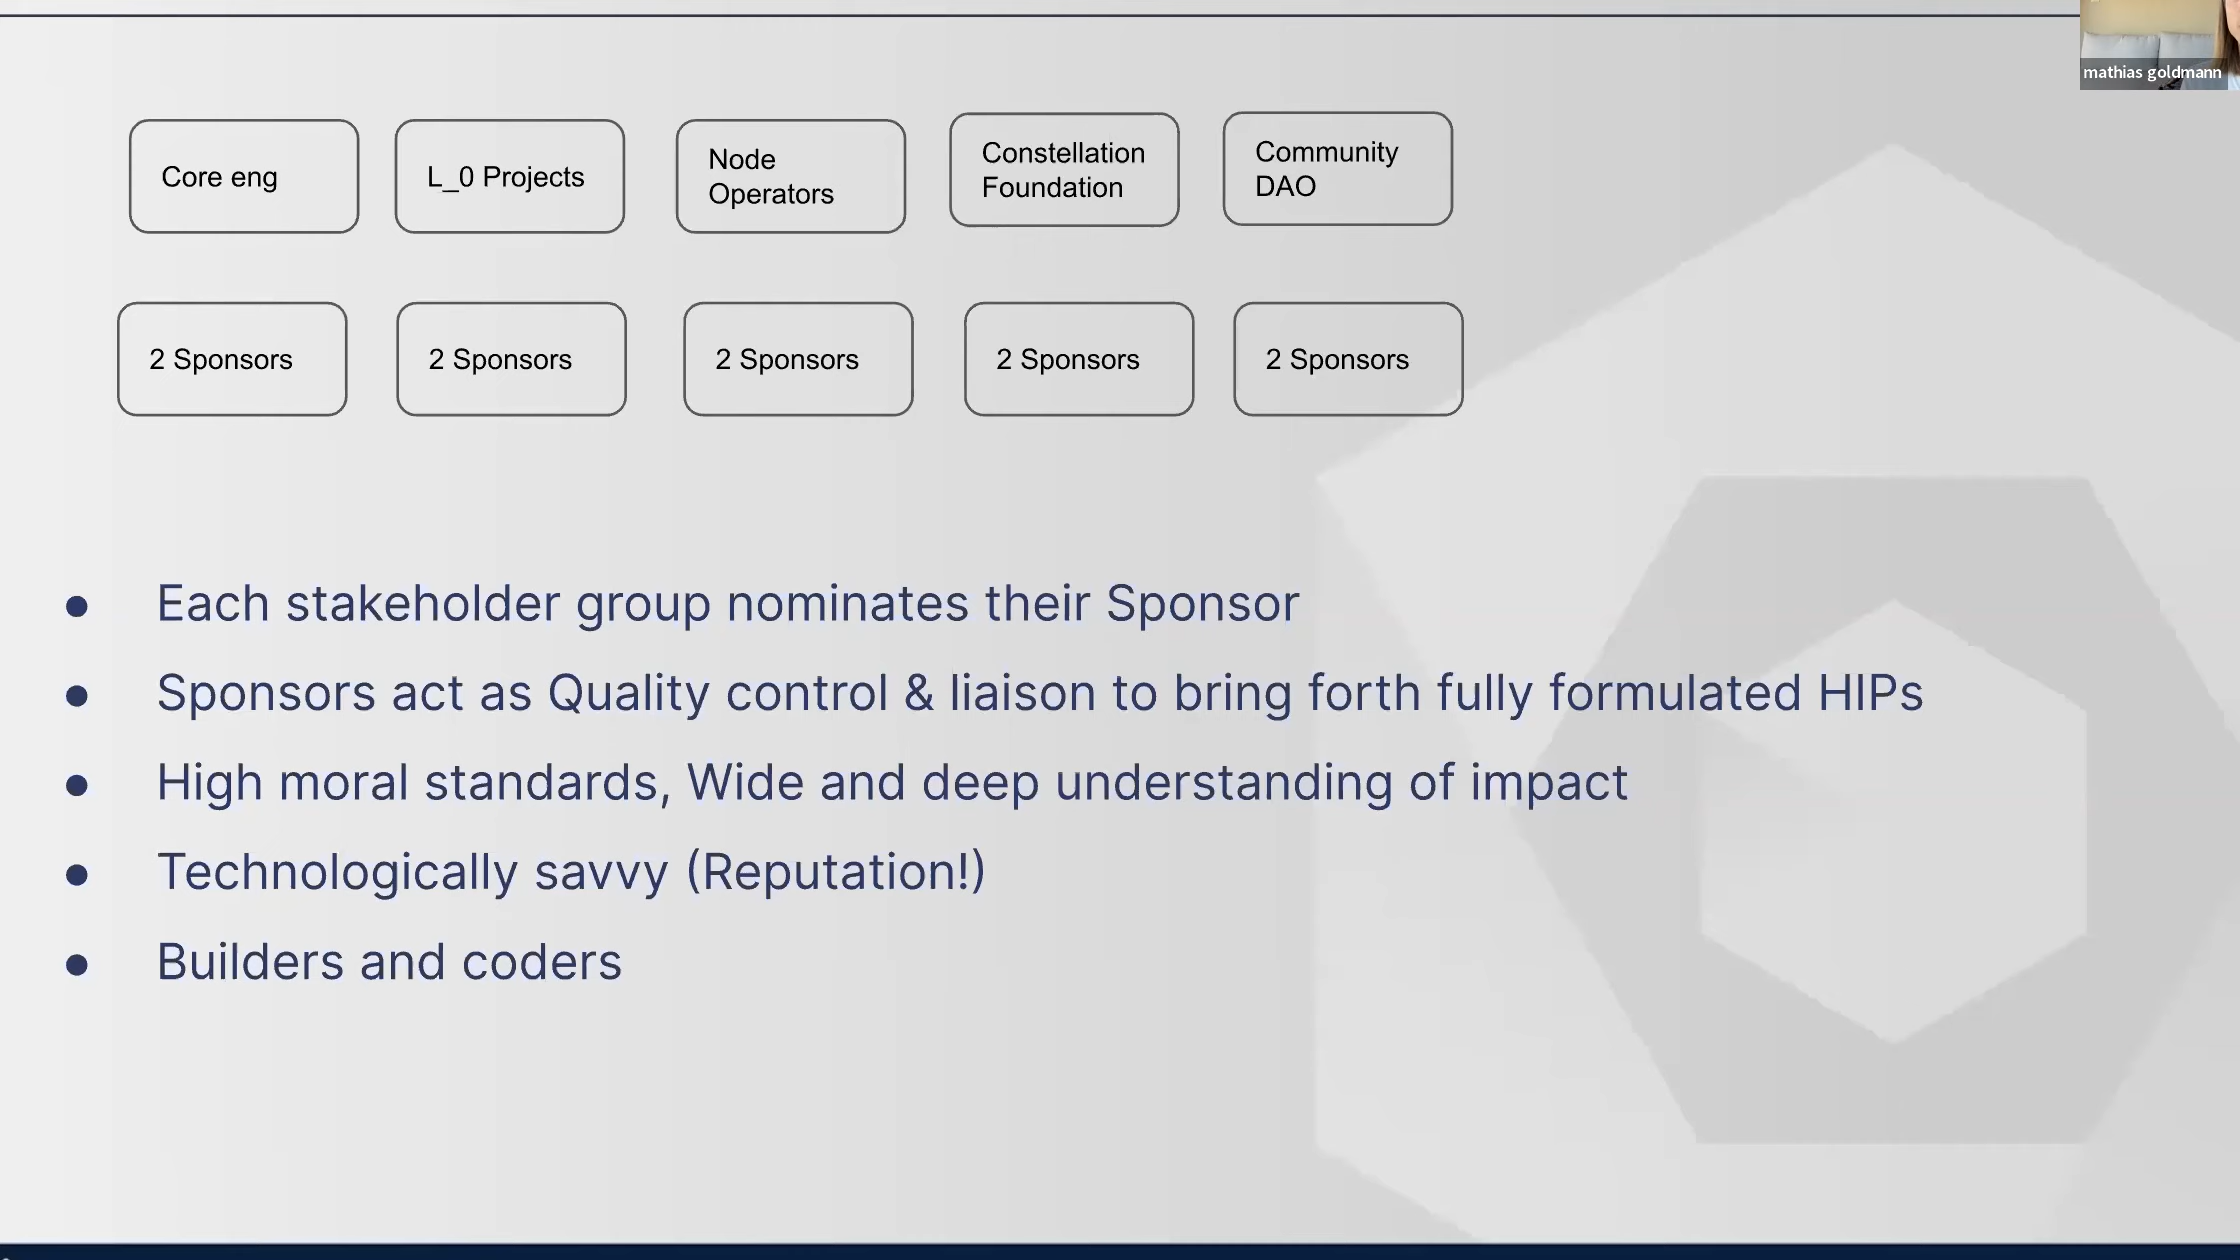 mathias goldmann
Core eng
L_0 Projects
Node
Operators
Constellation
Foundation
Community
DAO
2 Sponsors
2 Sponsors
2 Sponsors
2 Sponsors
2 Sponsors
● Each stakeholder group nominates their Sponsor
● Sponsors act as Quality control & liaison to bring forth fully formulated HIPs
● High moral standards, Wide and deep understanding of impact
● Technologically savvy (Reputation!)
● Builders and coders